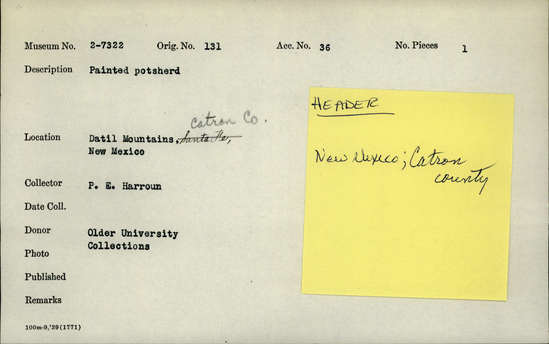 Museum No. 2-7322 Orig. No. 131 Acc. No. 36 No. Pieces 1
Description Painted potsherd
Catron Co.
Location Datil Mountains, Santa Fe,
New Mexico
Collector P. E. Harroun
Date Coll.
Donor Older University
Collections
Photo
Published
Remarks
100m-9,'39(1771)
HEADER
New Mexico; Catron
county